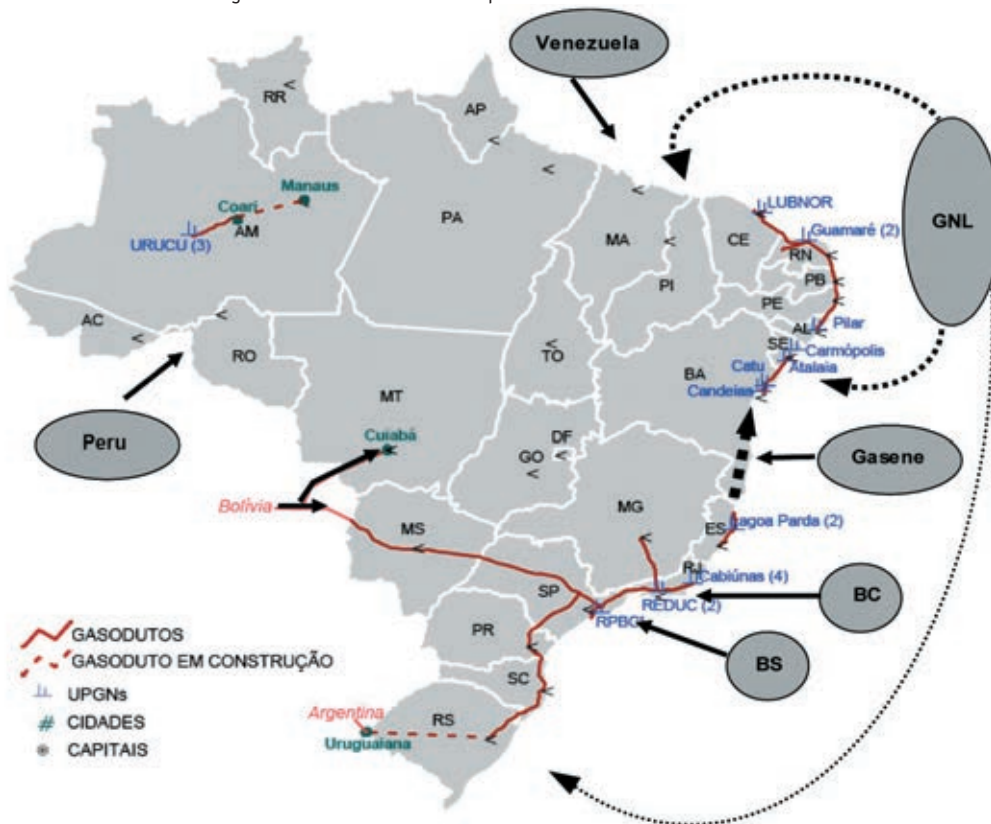 Venezuela
RR
AP
GNL
Manaus
Coari
AM
URUCU (3)
PA
MA
CE
LUBNOR
Guamaré (2)
RN
PB
PI
PE
AL
Pilar
SE
Carmópolis
Atalaia
AC
RO
TO
BA
Catu
Candeias
MT
Peru
Cuiabá
DF
GO
Gasene
Bolívia
MS
MG
ES
Lagoa Parda (2)
RJ
Cabiúnas (4)
SP
REDUC (2)
BC
PR
BS
SC
GASODUTOS
GASODUTO EM CONSTRUÇÃO
UPGNs
CIDADES
CAPITAIS
Argentina
RS
Uruguaiana